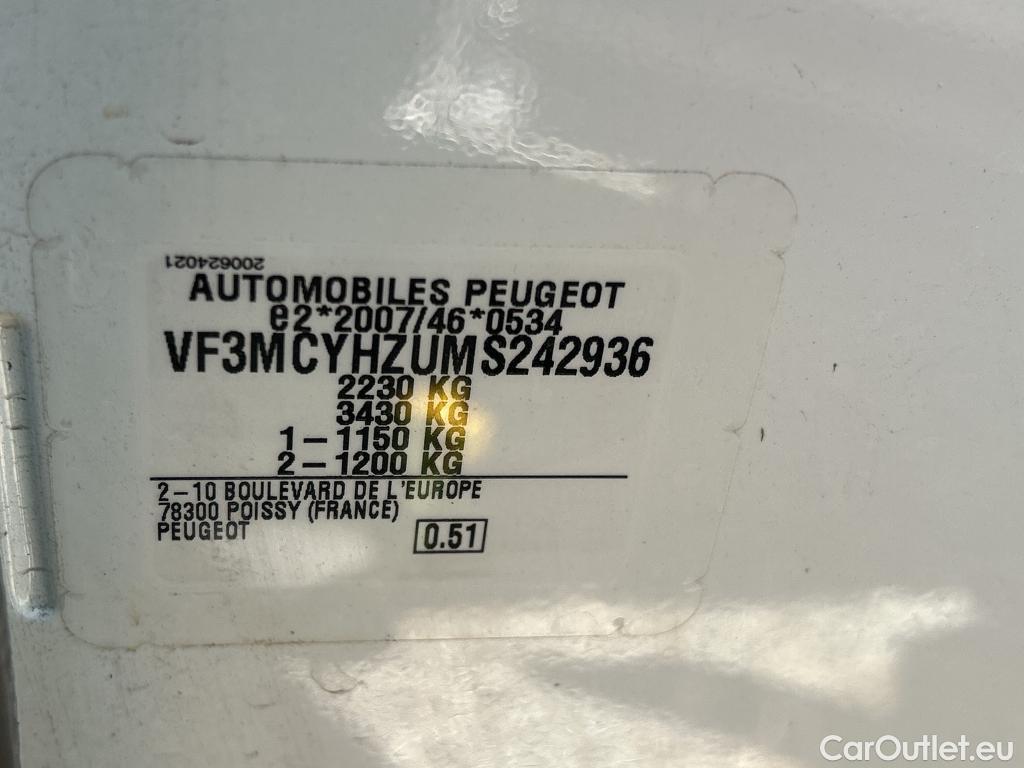 200624021
AUTOMOBILES PEUGEOT
e2*2007/46*0534
VF3MCYHZUMS242936
2230 KG
3430 KG
1-1150 KG
2-1200 KG
2-10 BOULEVARD DE L'EUROPE
78300 POISSY (FRANCE)
PEUGEOT
0.51
CarOutlet.eu